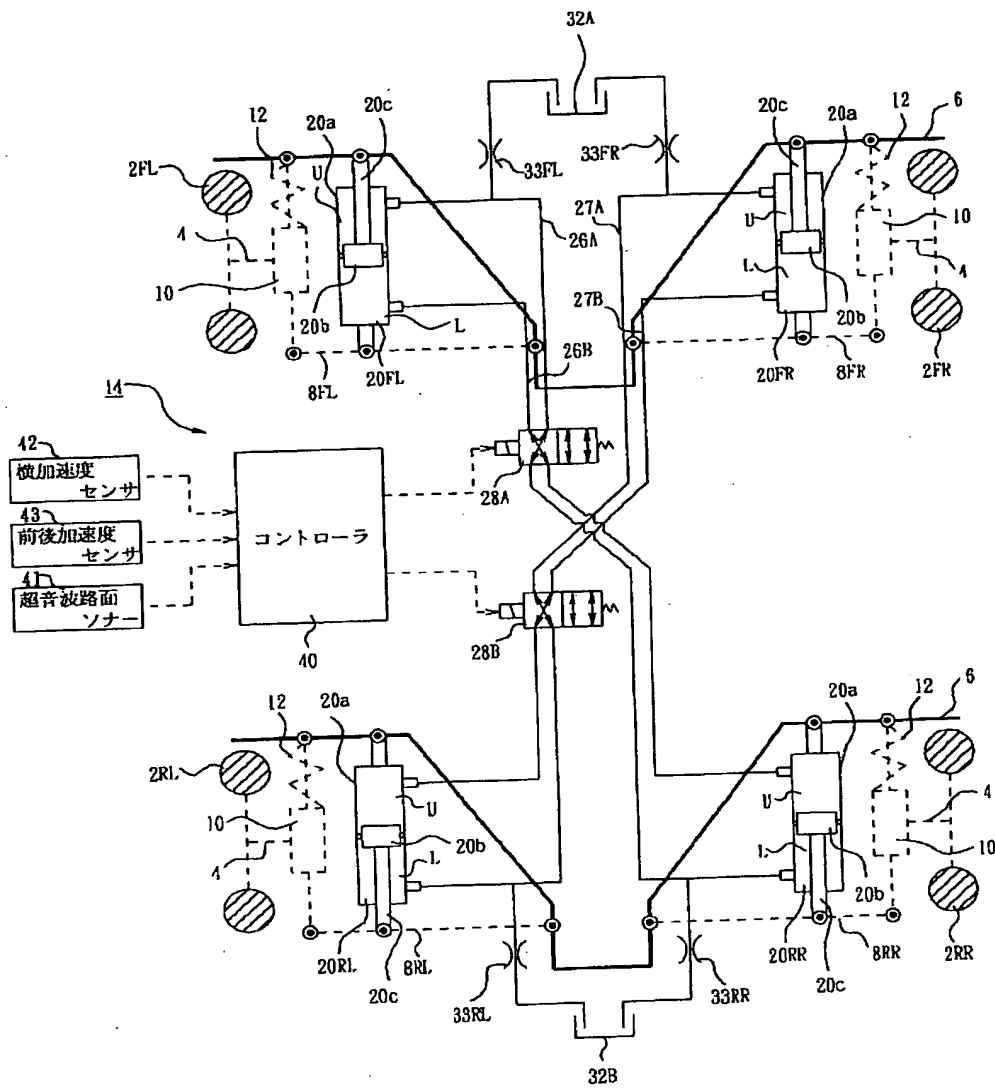 32A
20c
20a
12
33FL
33FR
20c
20a
12
6
2FL
U
26A
27A
U
10
4
4
10
20b
L
27B
L
20b
26B
8FL
20FL
20FR
8FR
2FR
14
42
横加速度
センサ
43
前後加速度
センサ
41
超音波路面
ソナー
コントローラ
40
28A
28B
12
20a
20a
12
6
2RL
U
U
4
10
20b
L
20b
10
4
L
20RL
8RL
20c
33RL
33RR
20RR
20c
8RR
2RR
32B